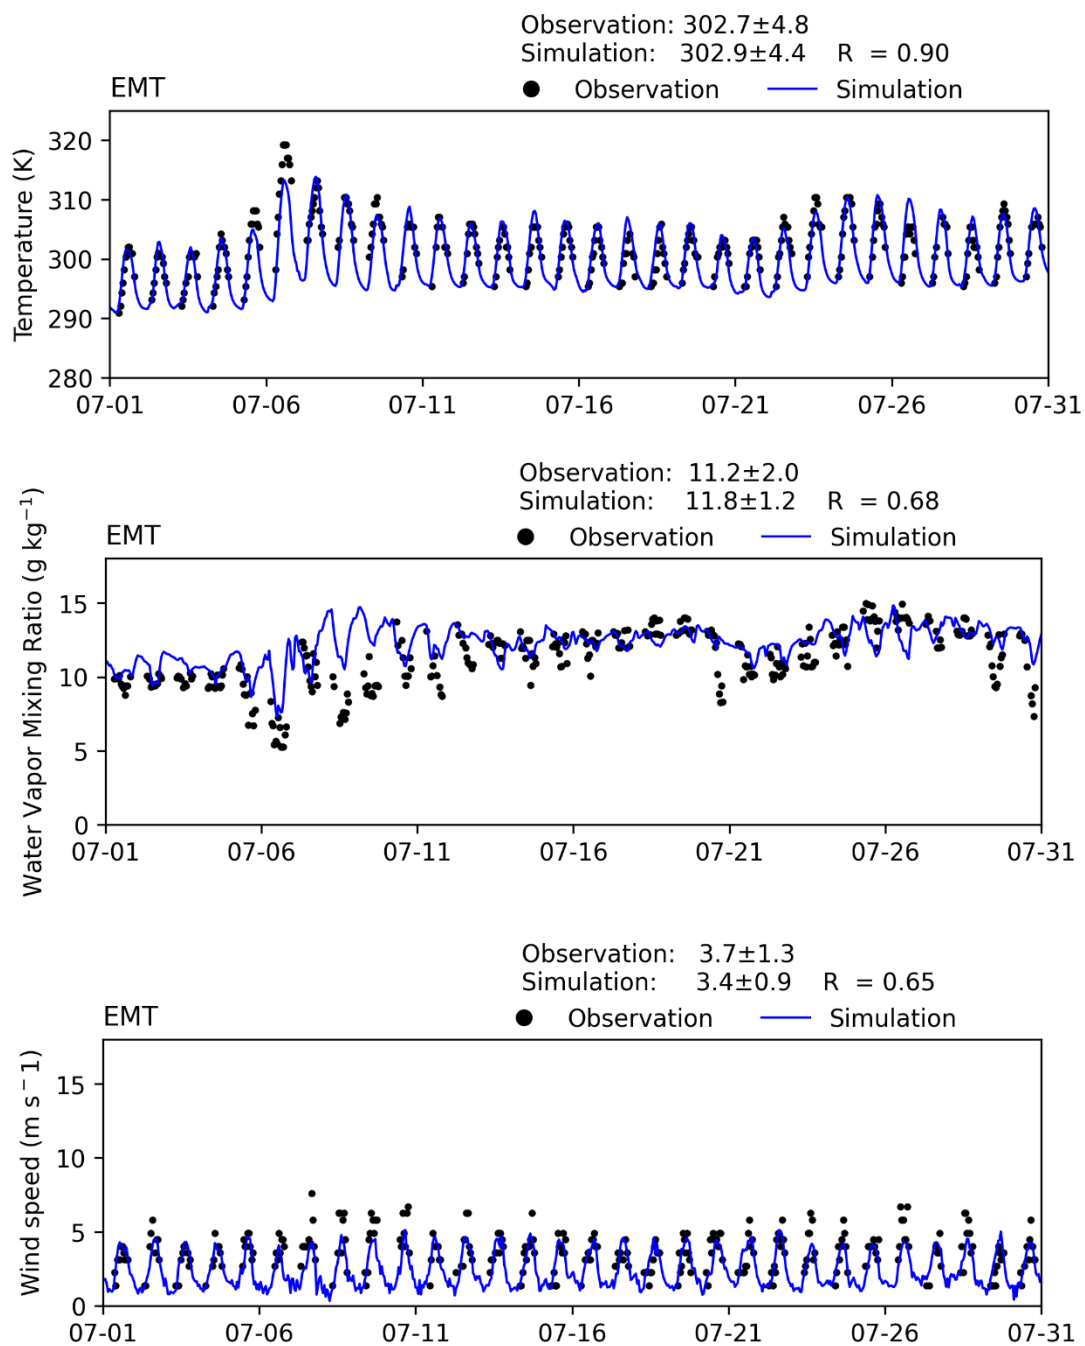 Observation: 302.7±4.8
Simulation: 302.9±4.4 R = 0.90
EMT
Observation Simulation
Temperature (K)
320
310
300
290
280
07-01 07-06 07-11 07-16 07-21 07-26 07-31
Observation: 11.2±2.0
Simulation: 11.8±1.2 R = 0.68
EMT
Observation Simulation
Water Vapor Mixing Ratio (g kg⁻¹)
15
10
5
0
07-01 07-06 07-11 07-16 07-21 07-26 07-31
Observation: 3.7±1.3
Simulation: 3.4±0.9 R = 0.65
EMT
Observation Simulation
Wind speed (m s⁻1)
15
10
5
0
07-01 07-06 07-11 07-16 07-21 07-26 07-31